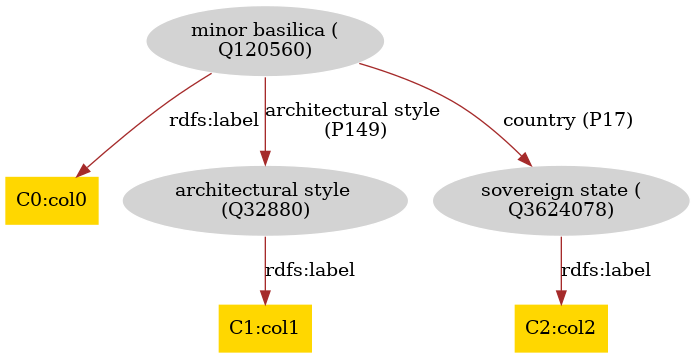 minor basilica (
Q120560)
rdfs:label
architectural style
(P149)
country (P17)
C0:col0
architectural style
(Q32880)
sovereign state (
Q3624078)
rdfs:label
rdfs:label
C1:col1
C2:col2